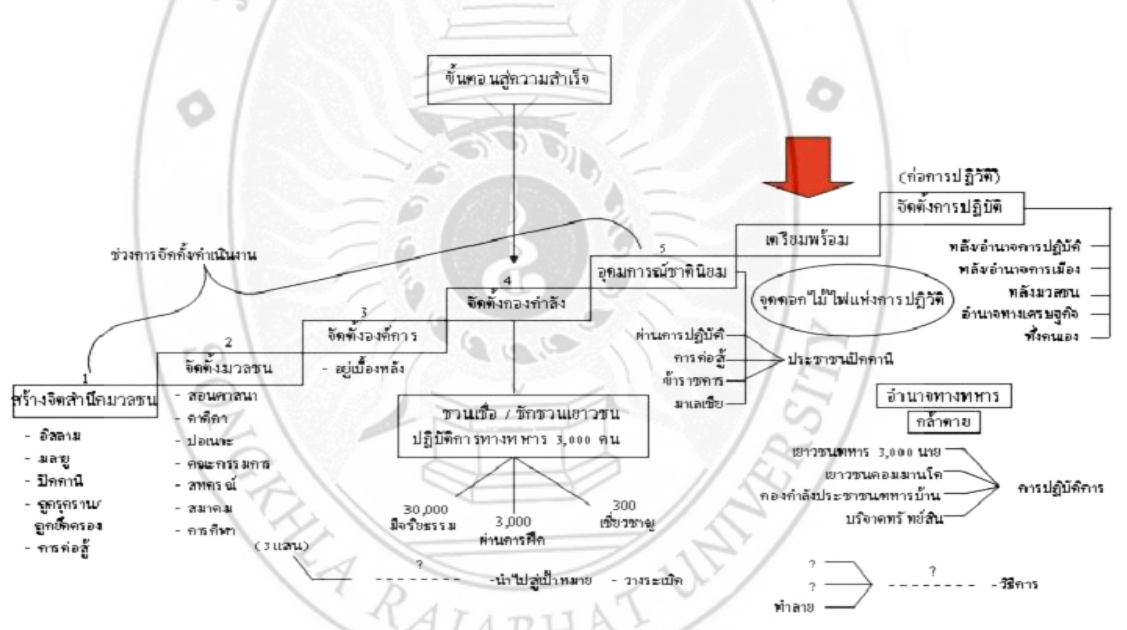 ขั้นตอนสู่ความสำเร็จ
(ก่อการปฏิวัติ)
จัดตั้งการปฏิบัติ
เตรียมพร้อม
5
อุดมการณ์ชาตินิยม
4
จัดตั้งกองกำลัง
3
จัดตั้งองค์การ
2
จัดตั้งมวลชน
1
สร้างจิตสำนึกมวลชน
ช่วงการจัดตั้ง/ดำเนินงาน
- อิสลาม
- มลายู
- ปัตตานี
- ถูกรุกราน/
ถูกยึดครอง
- การต่อสู้
- สอนศาสนา
- ตาดีกา
- ปอเนาะ
- คณะกรรมการ
- สหกรณ์
- สมาคม
- การกีฬา
- อยู่เบื้องหลัง
ชวนเชื่อ / ชักชวนเยาวชน
ปฏิบัติการทางทหาร 3,000 คน
30,000
มีจริยธรรม
3,000
ผ่านการฝึก
300
เชี่ยวชาญ
ผ่านการปฏิบัติ
การต่อสู้
ข้าราชการ
มาเลเซีย
ประชาชนปัตตานี
จุดดอกไม้ไฟแห่งการปฏิวัติ
พลัง/อำนาจการปฏิบัติ
พลัง/อำนาจการเมือง
พลังมวลชน
อำนาจทางเศรษฐกิจ
พึ่งตนเอง
อำนาจทางทหาร
กล้าตาย
เยาวชนทหาร 3,000 นาย
เยาวชนคอมมานโด
กองกำลังประชาชนทหารบ้าน
บริจาคทรัพย์สิน
การปฏิบัติการ
(3 แสน)
?
-นำไปสู่เป้าหมาย
- วางระเบิด
?
?
ทำลาย
?
-วิธีการ
SONGKHLA RAJABHAT UNIVERSITY